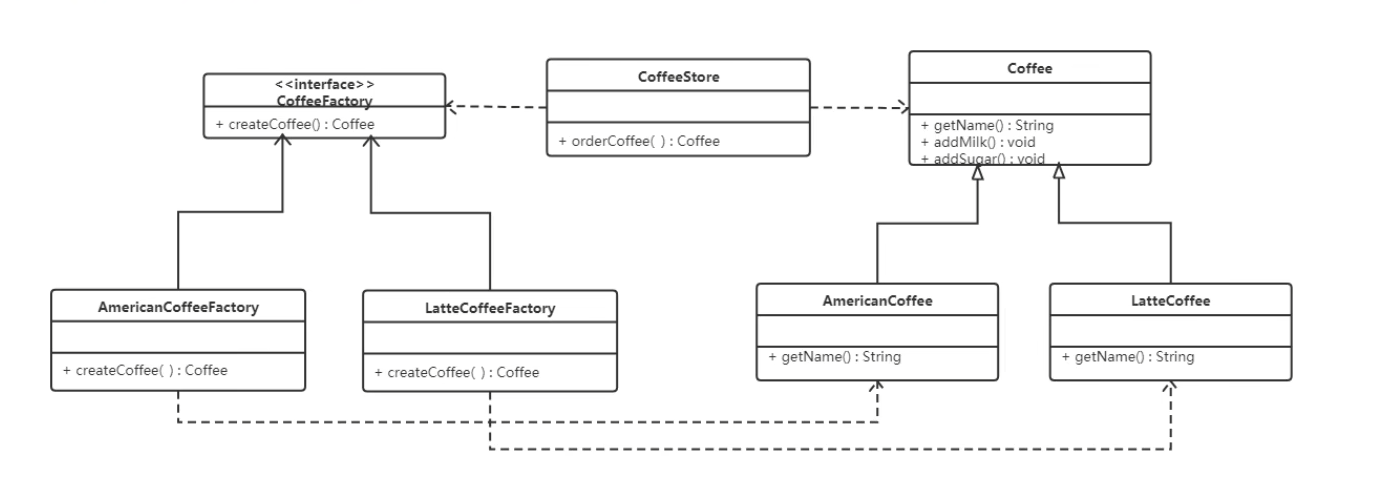 <<interface>>
CoffeeFactory
+ createCoffee() : Coffee
CoffeeStore
+ orderCoffee( ) : Coffee
Coffee
+ getName() : String
+ addMilk() : void
+ addSugar() : void
AmericanCoffeeFactory
+ createCoffee( ) : Coffee
LatteCoffeeFactory
+ createCoffee( ) : Coffee
AmericanCoffee
+ getName() : String
LatteCoffee
+ getName() : String